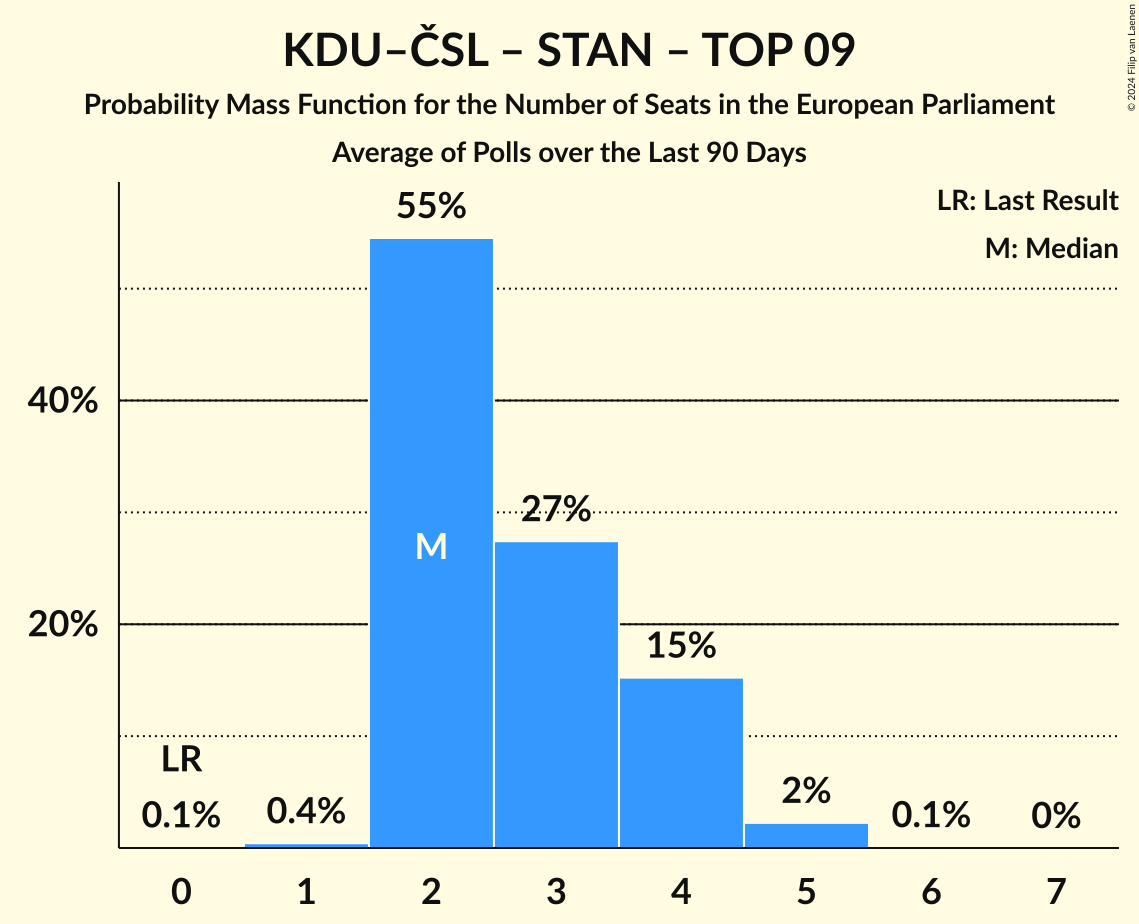 KDU–ČSL – STAN – TOP 09
Probability Mass Function for the Number of Seats in the European Parliament
Average of Polls over the Last 90 Days
© 2024 Filip van Laenen
LR: Last Result
M: Median
55%
40%
27%
M
20%
15%
LR
0.1%
0.4%
2%
0.1%
0%
0 1 2 3 4 5 6 7